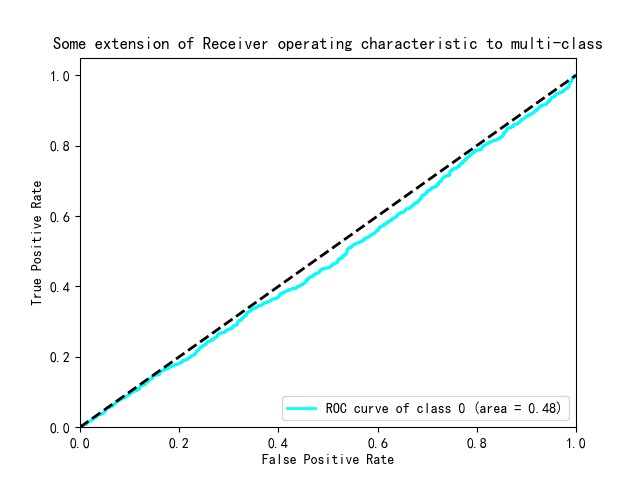 Some extension of Receiver operating characteristic to multi-class
1.0
0.8
0.6
0.4
0.2
0.0
True Positive Rate
ROC curve of class 0 (area = 0.48)
0.0 0.2 0.4 0.6 0.8 1.0
False Positive Rate